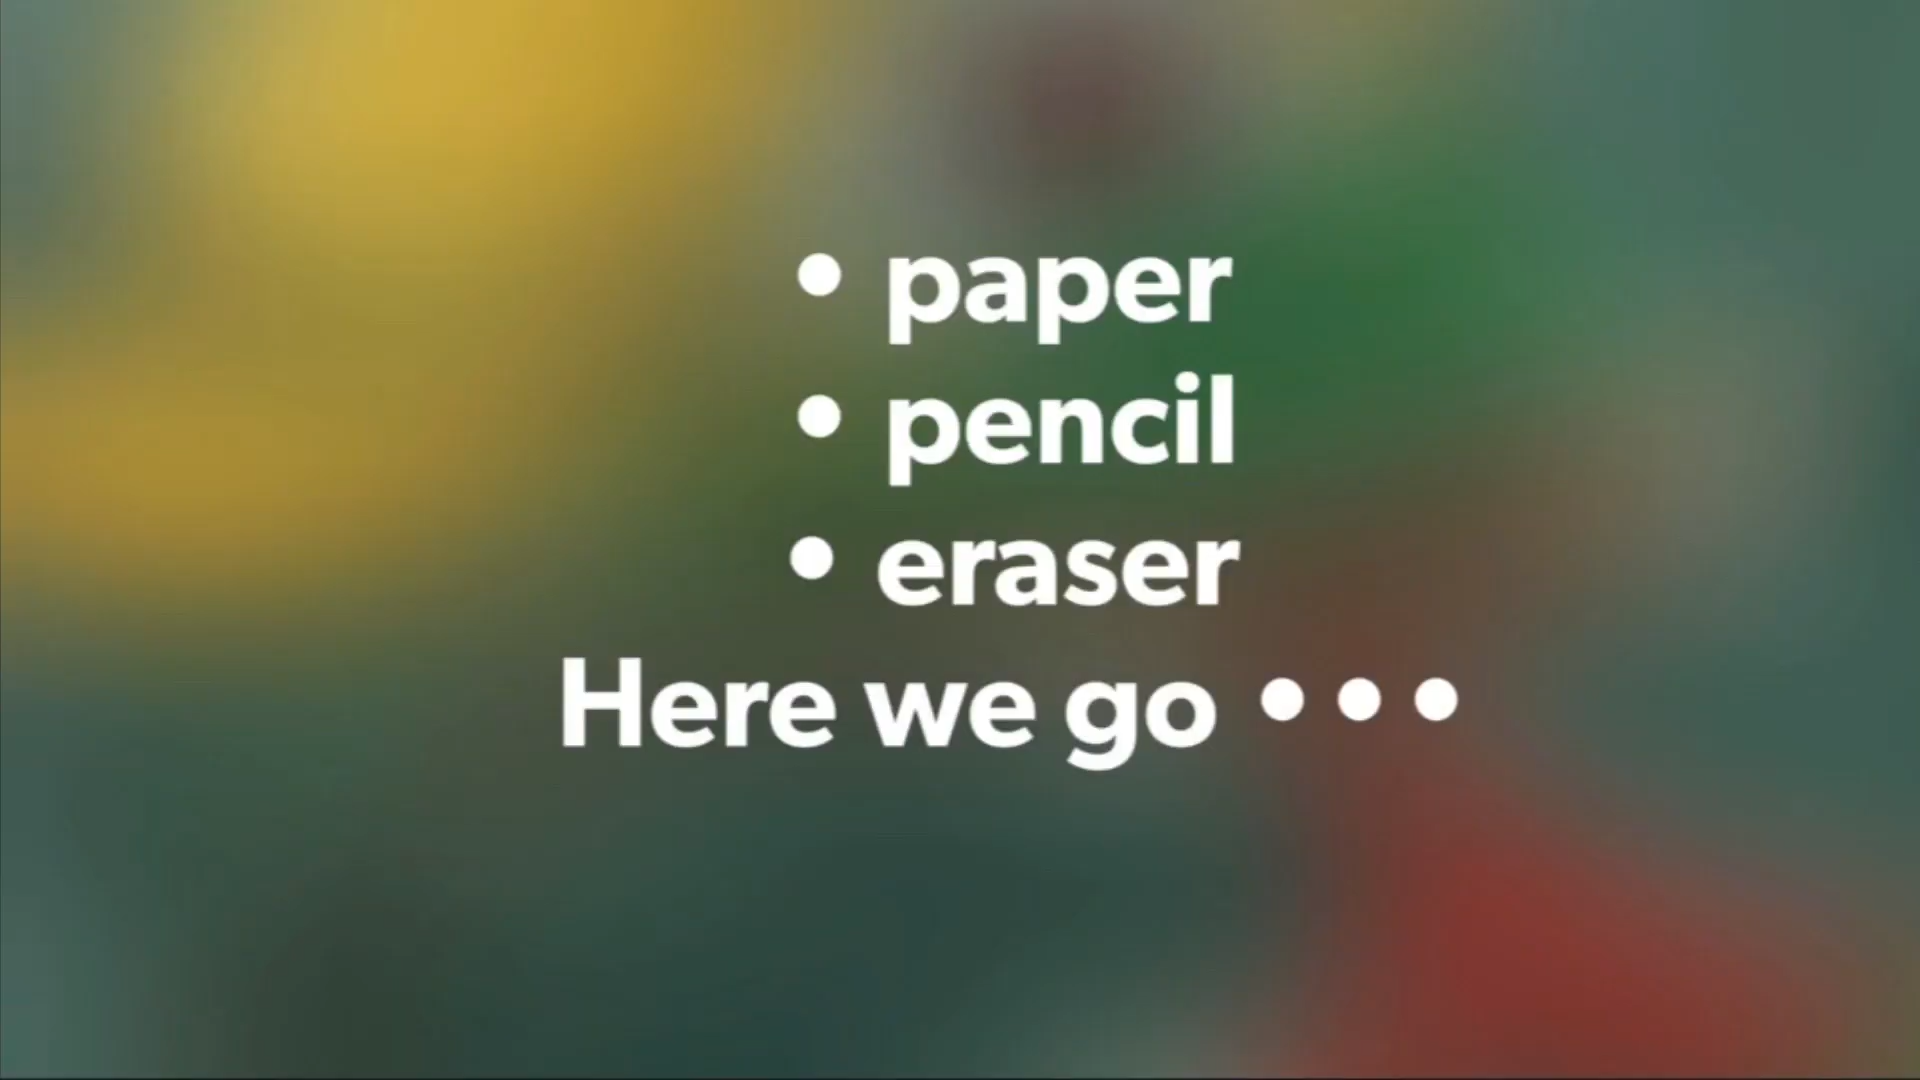 • paper
• pencil
• eraser
Here we go •••